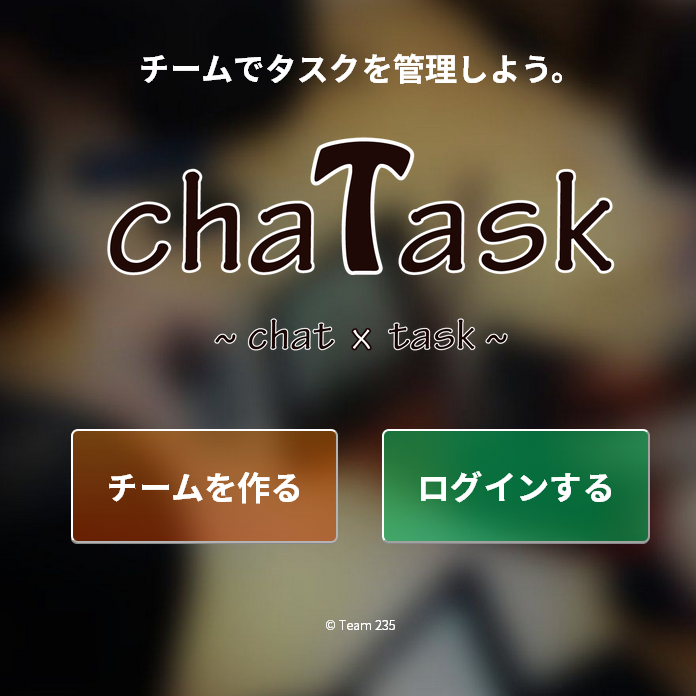 チームでタスクを管理しよう。
chaTask
~ chat x task ~
チームを作る
ログインする
© Team 235